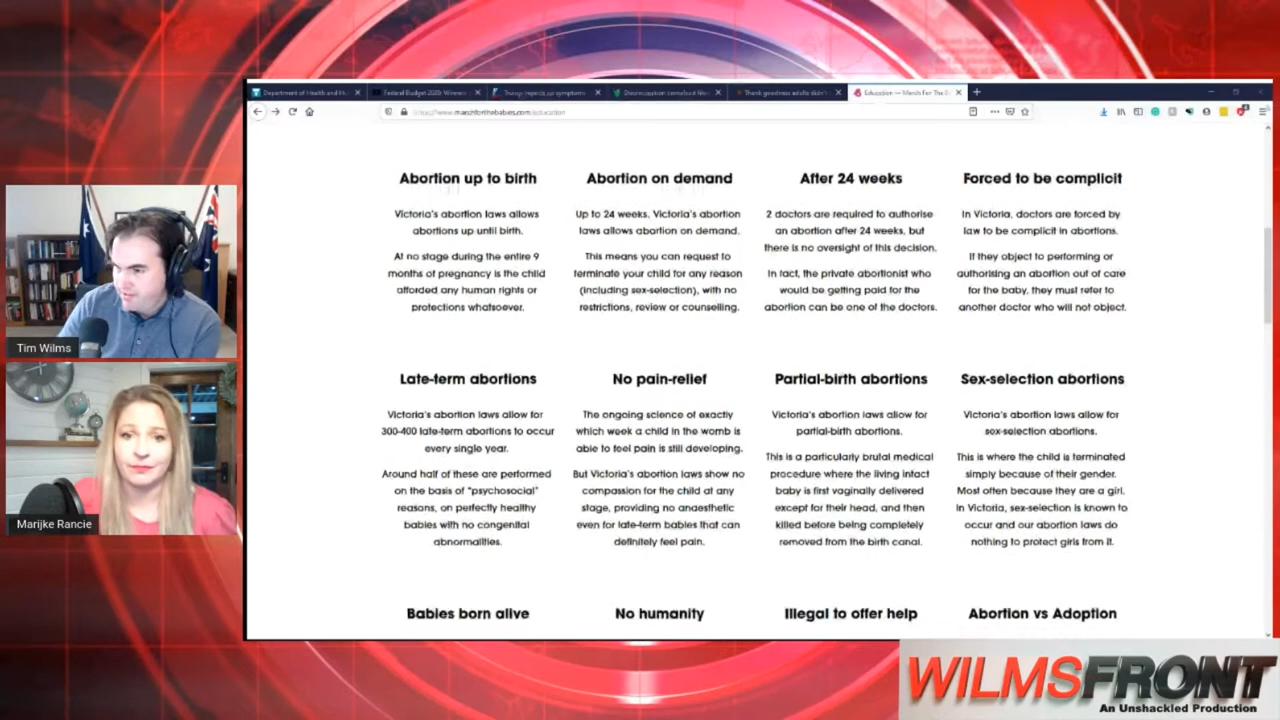 Department of Health and Hu
Federal Budget 2020: Winners
Education — March For The B
https://www.marchforthebabies.com/education
Abortion up to birth
Victoria's abortion laws allows
abortions up until birth.
At no stage during the entire 9
months of pregnancy is the child
afforded any human rights or
protections whatsoever.
Abortion on demand
Up to 24 weeks, Victoria's abortion
laws allows abortion on demand.
This means you can request to
terminate your child for any reason
(including sex-selection), with no
restrictions, review or counselling.
After 24 weeks
2 doctors are required to authorise
an abortion after 24 weeks, but
there is no oversight of this decision.
In fact, the private abortionist who
would be getting paid for the
abortion can be one of the doctors.
Forced to be complicit
In Victoria, doctors are forced by
law to be complicit in abortions.
If they object to performing or
authorising an abortion out of care
for the baby, they must refer to
another doctor who will not object.
Late-term abortions
Victoria's abortion laws allow for
300-400 late-term abortions to occur
every single year.
Around half of these are performed
on the basis of "psychosocial"
reasons, on perfectly healthy
babies with no congenital
abnormalities.
No pain-relief
The ongoing science of exactly
which week a child in the womb is
able to feel pain is still developing.
But Victoria's abortion laws show no
compassion for the child at any
stage, providing no anaesthetic
even for late-term babies that can
definitely feel pain.
Partial-birth abortions
Victoria's abortion laws allow for
partial-birth abortions.
This is a particularly brutal medical
procedure where the living intact
baby is first vaginally delivered
except for their head, and then
killed before being completely
removed from the birth canal.
Sex-selection abortions
Victoria's abortion laws allow for
sex-selection abortions.
This is where the child is terminated
simply because of their gender.
Most often because they are a girl.
In Victoria, sex-selection is known to
occur and our abortion laws do
nothing to protect girls from it.
Babies born alive
No humanity
Illegal to offer help
Abortion vs Adoption
Tim Wilms
Marijke Rancie
WILMSFRONT
An Unshackled Production